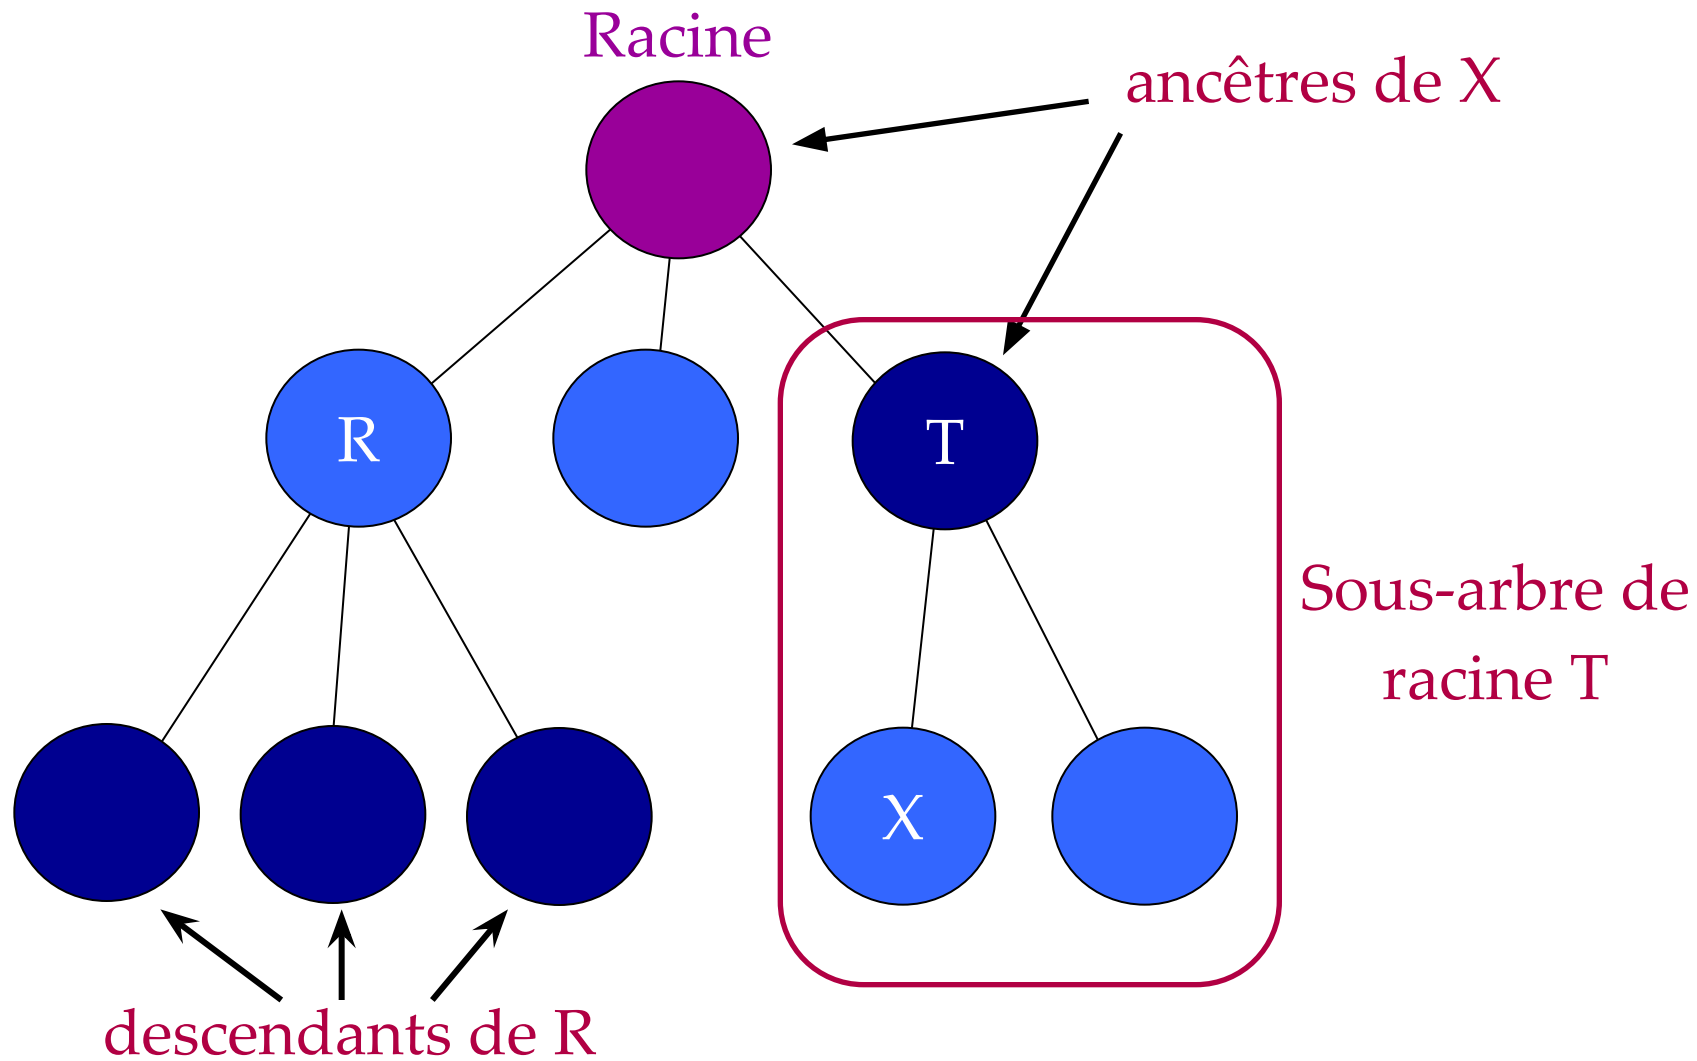 Racine
ancêtres de X
R
T
Sous-arbre de
racine T
X
descendants de R